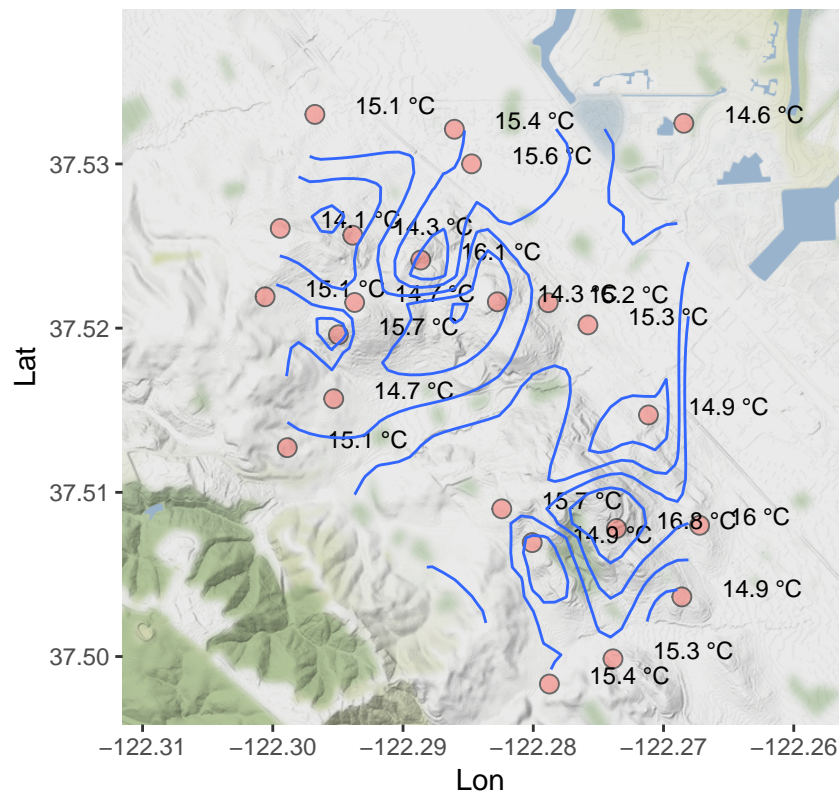 15.1 °C
15.4 °C
14.6 °C
15.6 °C
37.53
14.1 °C
14.3 °C
16.1 °C
15.1 °C
14.7 °C
14.3 °C
15.2 °C
15.3 °C
37.52
15.7 °C
14.7 °C
14.9 °C
15.1 °C
37.51
15.7 °C
16.8 °C
16 °C
14.9 °C
14.9 °C
37.50
15.3 °C
15.4 °C
Lat
−122.31
−122.30
−122.29
−122.28
−122.27
−122.26
Lon